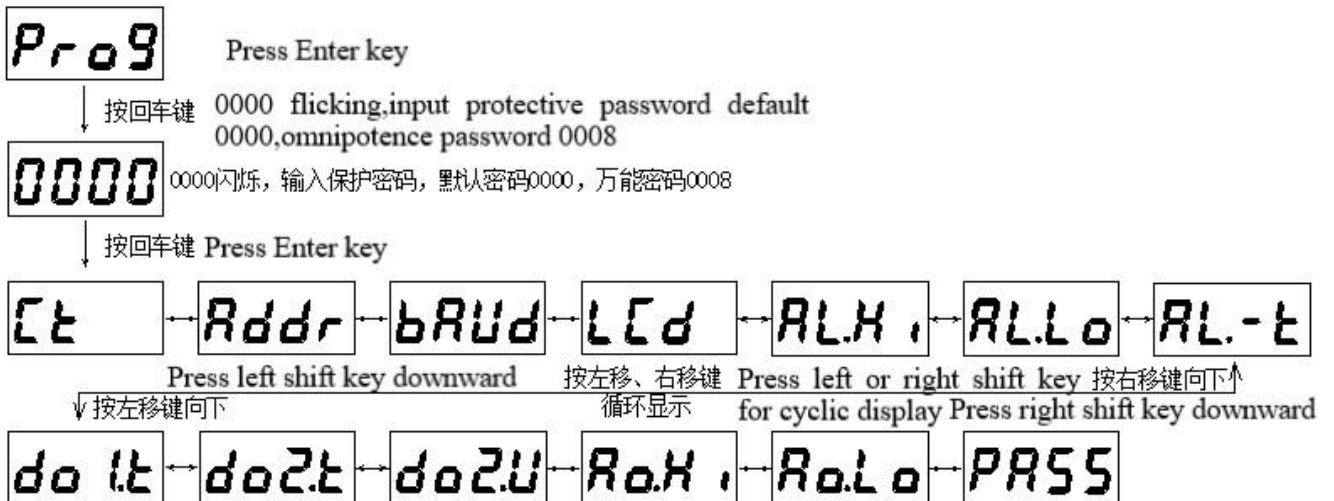 Prog
Press Enter key
按回车键
0000 flicking,input protective password default
0000,omnipotence password 0008
0000
0000闪烁，输入保护密码，默认密码0000，万能密码0008
按回车键 Press Enter key
Ct Addr bAUd LCd AL.Hi AL.Lo AL.-t
Press left shift key downward
按左移键向下
按左移、右移键
循环显示
Press left or right shift key
for cyclic display
按右移键向下
Press right shift key downward
do1.t do2.t do2.U Ao.Hi Ao.Lo PASS